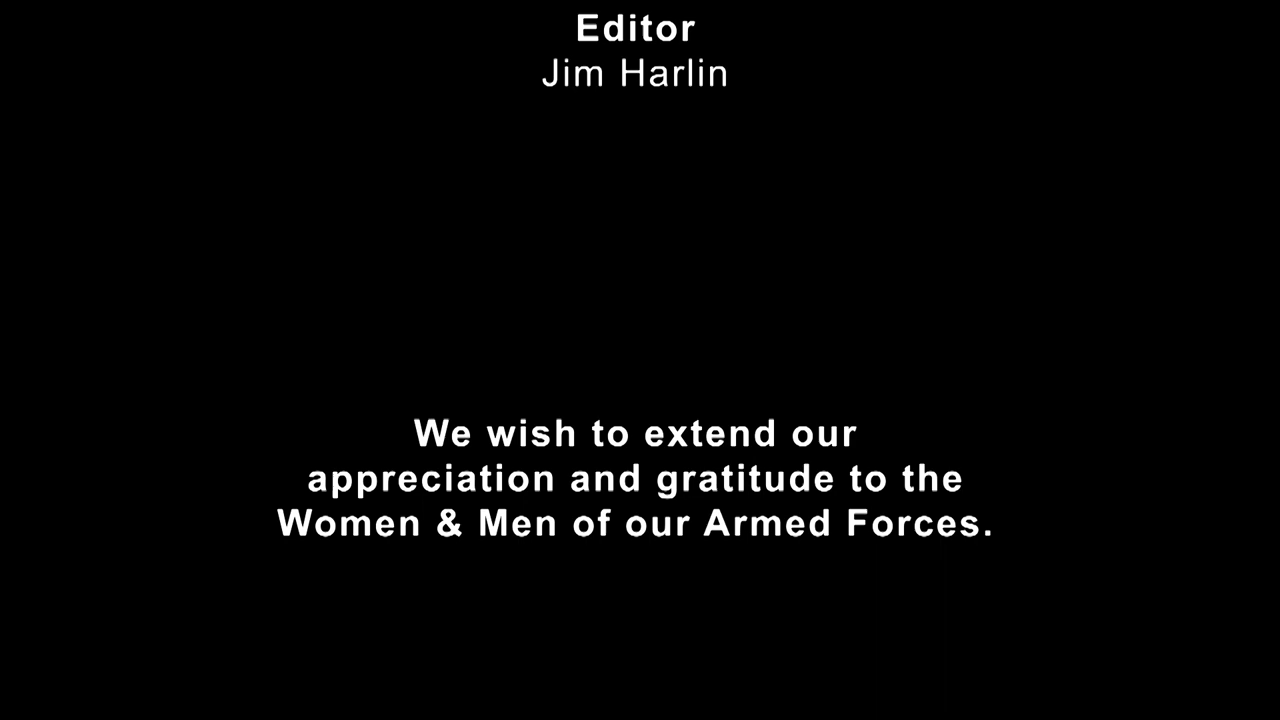 Editor
Jim Harlin
We wish to extend our
appreciation and gratitude to the
Women & Men of our Armed Forces.